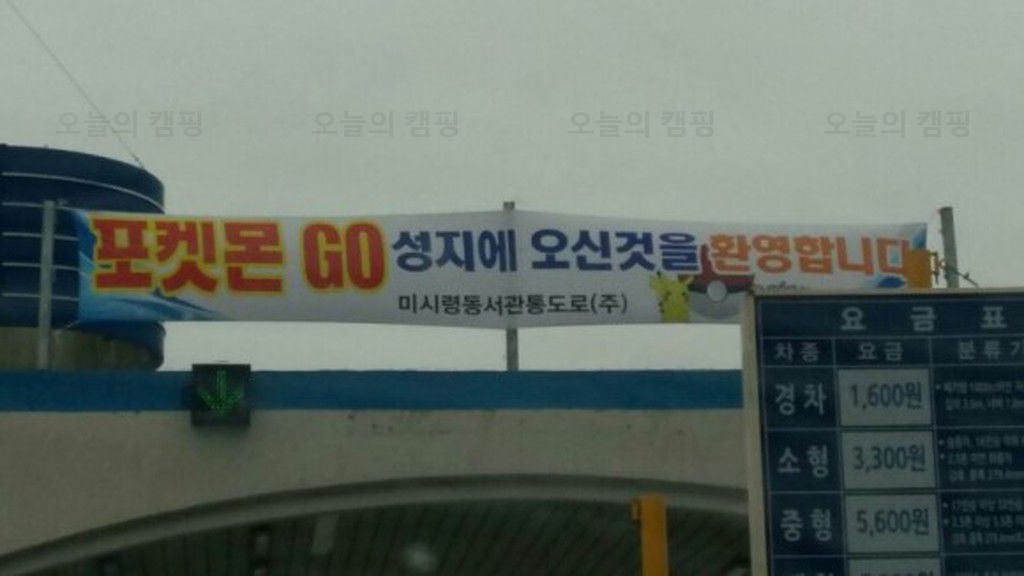 오늘의 캠핑 오늘의 캠핑 오늘의 캠핑 오늘의 캠핑
포켓몬 GO 성지에 오신것을 환영합니다
미시령동서관통도로(주)
요 금 표
차종 요금 분류기
경차 1,600원
소형 3,300원
중형 5,600원